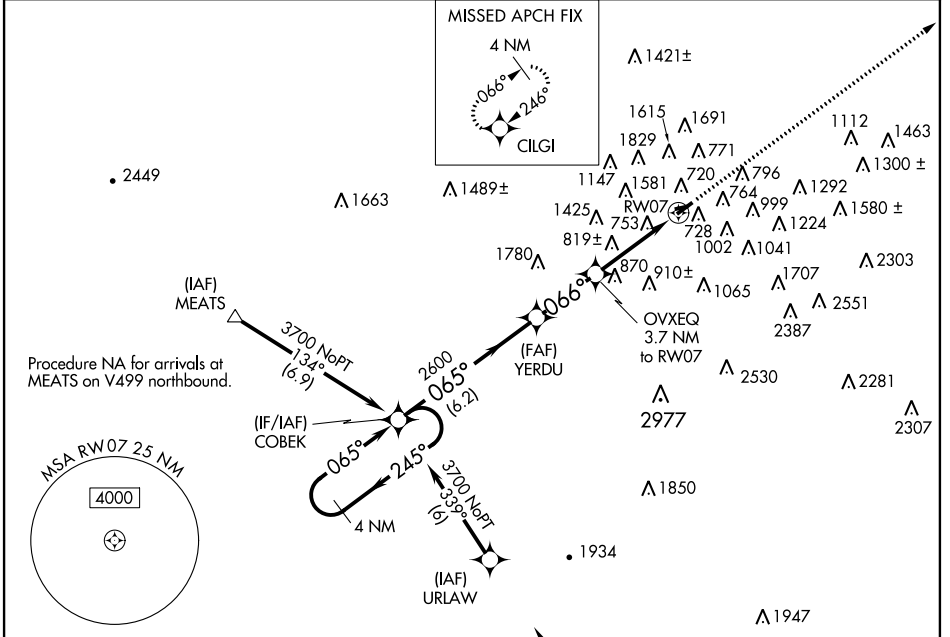 MISSED APCH FIX
4 NM
066°
246°
CILGI
1421±
1615
1691
1112
1463
1829
771
1300 ±
2449
1147
1581
720
796
1663
1489±
764
1292
1425
RW07
753
728
999
1580 ±
819±
1002
1224
1041
1780
2303
870
910±
1065
1707
2551
2387
(IAF)
MEATS
066°
OVXEQ
3.7 NM
to RW07
3700 NoPT
134°
(6.9)
(FAF)
YERDU
Procedure NA for arrivals at
MEATS on V499 northbound.
2600
065°
(6.2)
2530
2281
2977
2307
(IF/IAF)
COBEK
065°
245°
4 NM
3700 NoPT
339°
(6)
MSA RW 07 25 NM
4000
1850
1934
(IAF)
URLAW
1947